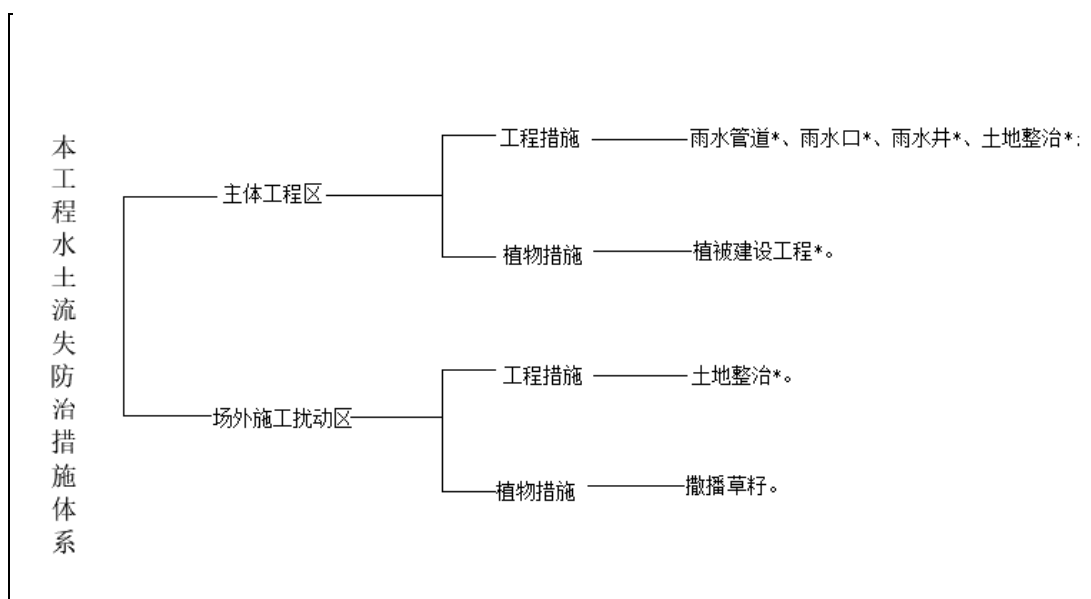 本工程水土流失防治措施体系
主体工程区
工程措施
雨水管道*、雨水口*、雨水井*、土地整治*;
植物措施
植被建设工程*。
场外施工扰动区
工程措施
土地整治*。
植物措施
撒播草籽。